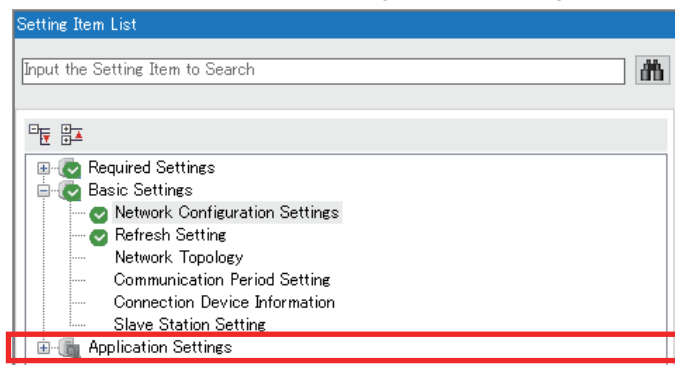 Setting Item List
Input the Setting Item to Search
Required Settings
Basic Settings
Network Configuration Settings
Refresh Setting
Network Topology
Communication Period Setting
Connection Device Information
Slave Station Setting
Application Settings